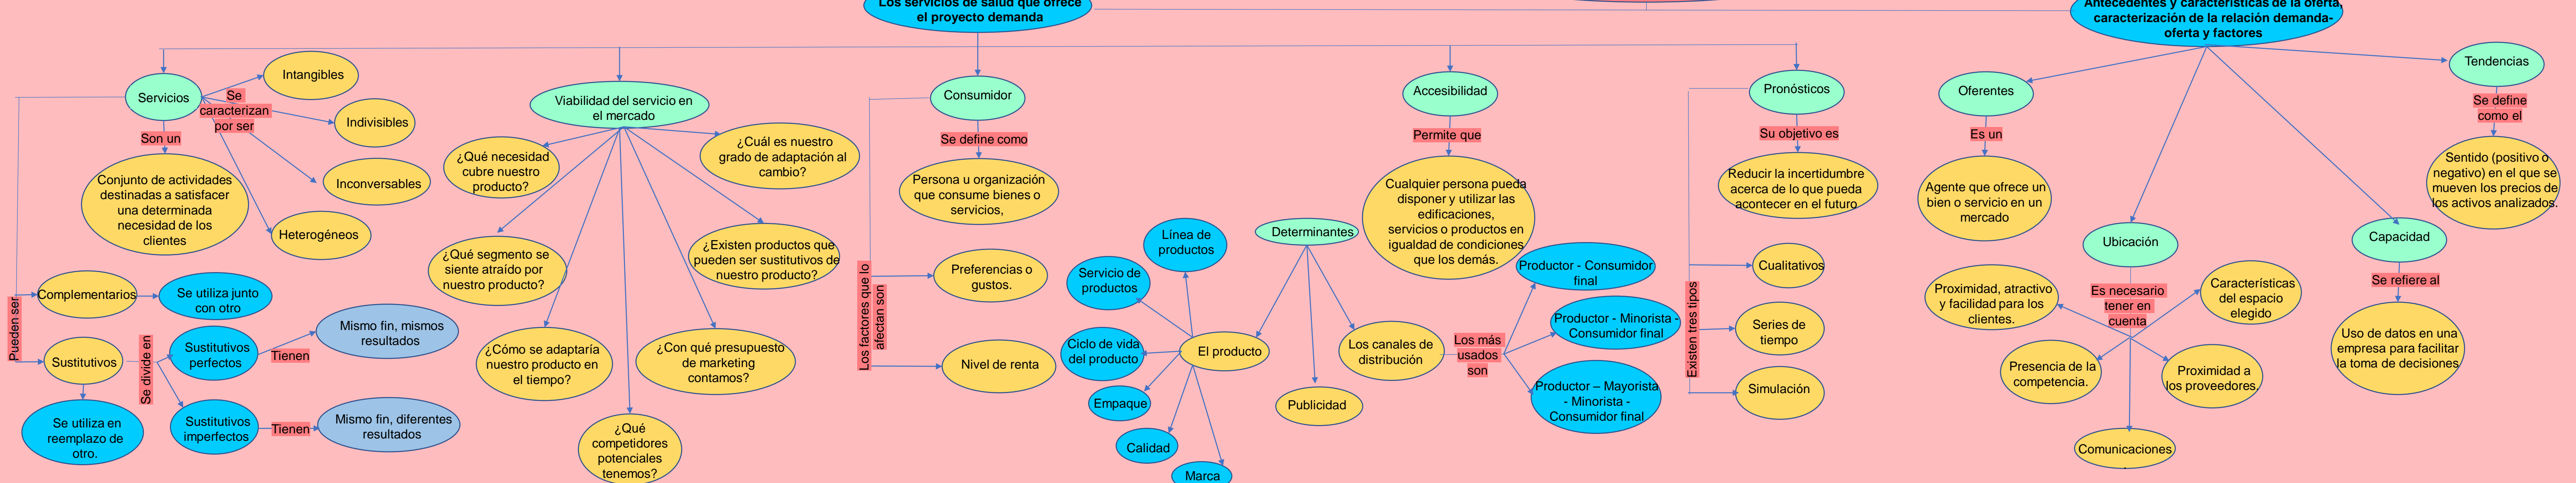 Los servicios de salud que ofrece
el proyecto demanda
Antecedentes y características de la oferta,
caracterización de la relación demanda-
oferta y factores
Servicios
Se
caracterizan
por ser
Intangibles
Indivisibles
Inconversables
Heterogéneos
Son un
Conjunto de actividades
destinadas a satisfacer
una determinada
necesidad de los
clientes
Pueden ser
Complementarios
Se utiliza junto
con otro
Sustitutivos
Se utiliza en
reemplazo de
otro.
Se divide en
Sustitutivos
perfectos
Tienen
Mismo fin, mismos
resultados
Sustitutivos
imperfectos
Tienen
Mismo fin, diferentes
resultados
Viabilidad del servicio en
el mercado
¿Qué necesidad
cubre nuestro
producto?
¿Cuál es nuestro
grado de adaptación al
cambio?
¿Qué segmento se
siente atraído por
nuestro producto?
¿Existen productos que
pueden ser sustitutivos de
nuestro producto?
¿Cómo se adaptaría
nuestro producto en
el tiempo?
¿Con qué presupuesto
de marketing
contamos?
¿Qué
competidores
potenciales
tenemos?
Consumidor
Se define como
Persona u organización
que consume bienes o
servicios,
Los factores que lo
afectan son
Preferencias o
gustos.
Nivel de renta
Determinantes
El producto
Línea de
productos
Servicio de
productos
Ciclo de vida
del producto
Empaque
Calidad
Marca
Publicidad
Los canales de
distribución
Los más
usados
son
Productor - Consumidor
final
Productor - Minorista -
Consumidor final
Productor – Mayorista
- Minorista -
Consumidor final
Accesibilidad
Permite que
Cualquier persona pueda
disponer y utilizar las
edificaciones,
servicios o productos en
igualdad de condiciones
que los demás.
Pronósticos
Su objetivo es
Reducir la incertidumbre
acerca de lo que pueda
acontecer en el futuro
Existen tres tipos
Cualitativos
Series de
tiempo
Simulación
Oferentes
Es un
Agente que ofrece un
bien o servicio en un
mercado
Ubicación
Es necesario
tener en
cuenta
Proximidad, atractivo
y facilidad para los
clientes.
Características
del espacio
elegido
Presencia de la
competencia.
Proximidad a
los proveedores.
Comunicaciones
.
Capacidad
Se refiere al
Uso de datos en una
empresa para facilitar
la toma de decisiones
Tendencias
Se define
como el
Sentido (positivo o
negativo) en el que se
mueven los precios de
los activos analizados.